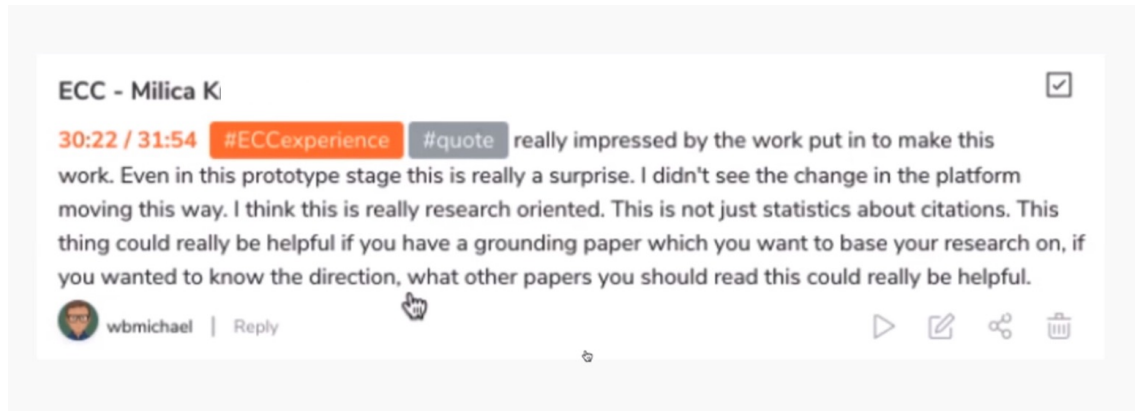 ECC - Milica K
30:22 / 31:54 #ECCexperience #quote really impressed by the work put in to make this
work. Even in this prototype stage this is really a surprise. I didn't see the change in the platform
moving this way. I think this is really research oriented. This is not just statistics about citations. This
thing could really be helpful if you have a grounding paper which you want to base your research on, if
you wanted to know the direction, what other papers you should read this could really be helpful.
wbmichael | Reply